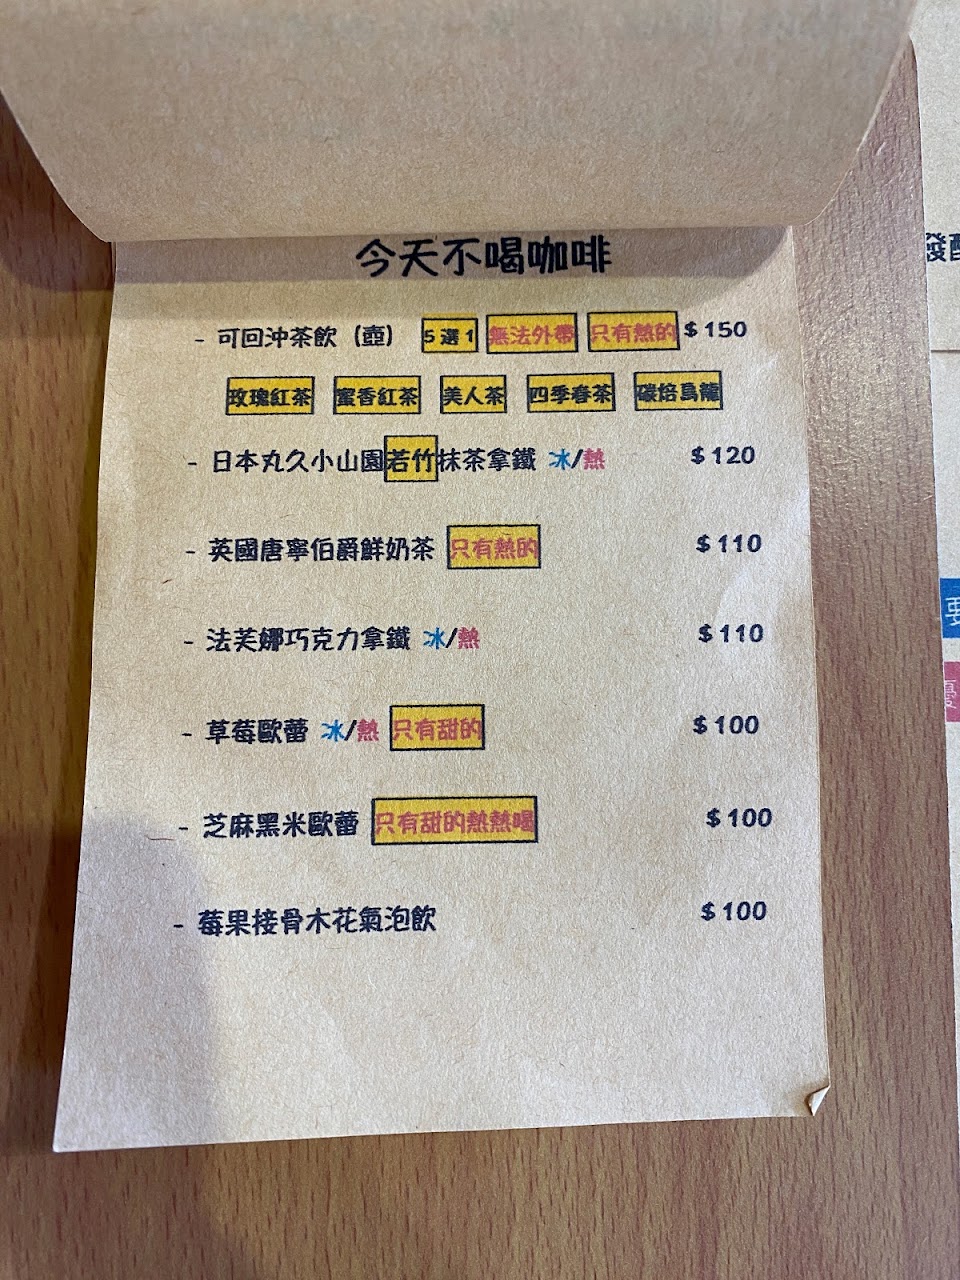 今天不喝咖啡
- 可回沖茶飲（壺） 5選1 無法外帶 只有熱的 $150
玫瑰紅茶 蜜香紅茶 美人茶 四季春茶 碳焙烏龍
- 日本丸久小山園若竹抹茶拿鐵 冰/熱 $120
- 英國唐寧伯爵鮮奶茶 只有熱的 $110
- 法芙娜巧克力拿鐵 冰/熱 $110
- 草莓歐蕾 冰/熱 只有甜的 $100
- 芝麻黑米歐蕾 只有甜的熱熱喝 $100
- 莓果接骨木花氣泡飲 $100